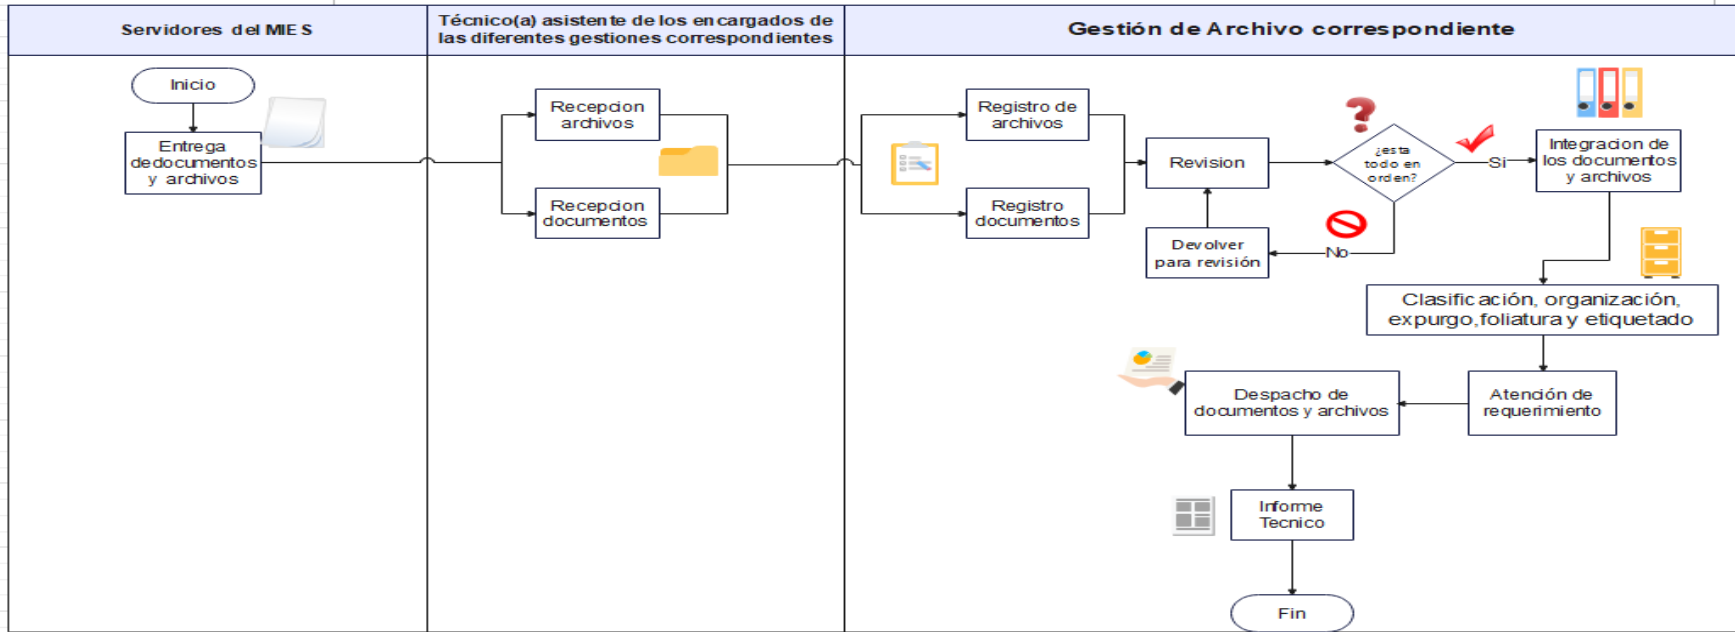 Servidores del MIES
Técnico(a) asistente de los encargados de
las diferentes gestiones correspondientes
Gestión de Archivo correspondiente
Inicio
Entrega
dedocumentos
y archivos
Recepcion
archivos
Recepcion
documentos
Registro de
archivos
Registro
documentos
Revision
¿esta
todo en
orden?
Si
Integracion de
los documentos
y archivos
No
Devolver
para revisión
Clasificación, organización,
expurgo,foliatura y etiquetado
Atención de
requerimiento
Despacho de
documentos y archivos
Informe
Tecnico
Fin